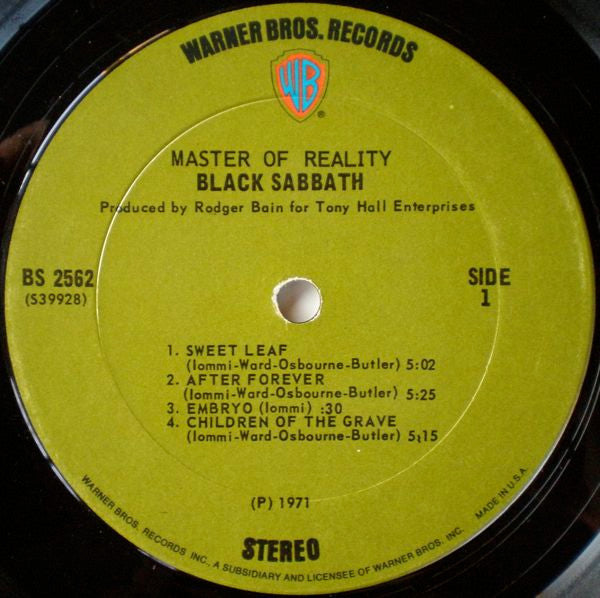 WARNER BROS. RECORDS
WB
®
MASTER OF REALITY
BLACK SABBATH
Produced by Rodger Bain for Tony Hall Enterprises
BS 2562
(S39928)
SIDE
1
1. SWEET LEAF
(Iommi-Ward-Osbourne-Butler) 5:02
2. AFTER FOREVER
(Iommi-Ward-Osbourne-Butler) 5:25
3. EMBRYO (Iommi) :30
4. CHILDREN OF THE GRAVE
(Iommi-Ward-Osbourne-Butler) 5:15
(P) 1971
STEREO
WARNER BROS. RECORDS INC., A SUBSIDIARY AND LICENSEE OF WARNER BROS. INC.
MADE IN U.S.A.